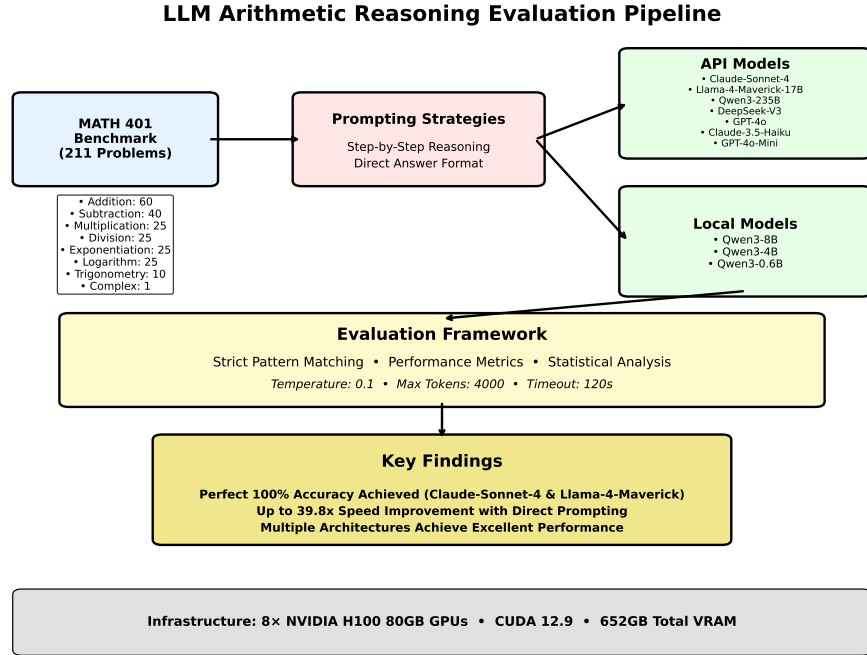 LLM Arithmetic Reasoning Evaluation Pipeline
MATH 401
Benchmark
(211 Problems)
• Addition: 60
• Subtraction: 40
• Multiplication: 25
• Division: 25
• Exponentiation: 25
• Logarithm: 25
• Trigonometry: 10
• Complex: 1
Prompting Strategies
Step-by-Step Reasoning
Direct Answer Format
API Models
• Claude-Sonnet-4
• Llama-4-Maverick-17B
• Qwen3-235B
• DeepSeek-V3
• GPT-4o
• Claude-3.5-Haiku
• GPT-4o-Mini
Local Models
• Qwen3-8B
• Qwen3-4B
• Qwen3-0.6B
Evaluation Framework
Strict Pattern Matching • Performance Metrics • Statistical Analysis
Temperature: 0.1 • Max Tokens: 4000 • Timeout: 120s
Key Findings
Perfect 100% Accuracy Achieved (Claude-Sonnet-4 & Llama-4-Maverick)
Up to 39.8x Speed Improvement with Direct Prompting
Multiple Architectures Achieve Excellent Performance
Infrastructure: 8× NVIDIA H100 80GB GPUs • CUDA 12.9 • 652GB Total VRAM